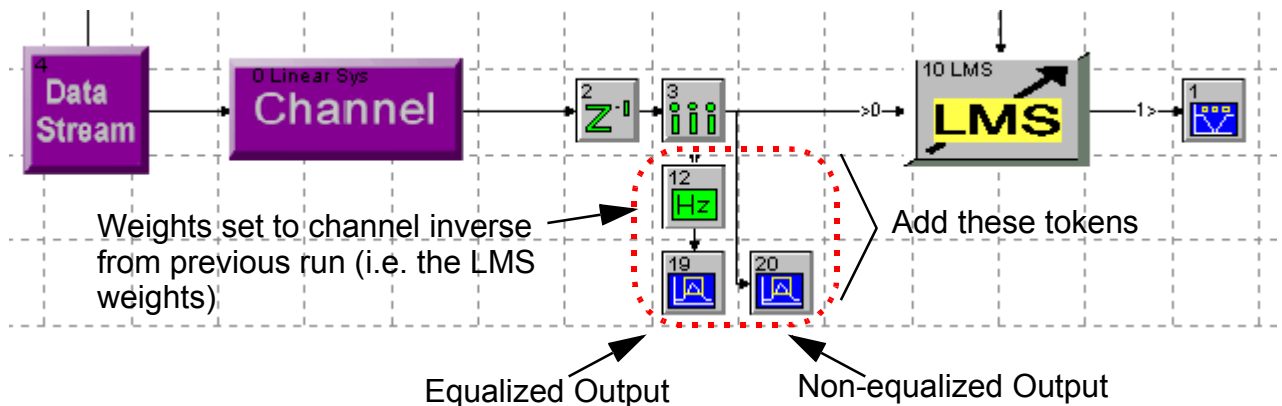 4
Data
Stream
0 Linear Sys
Channel
2
Z-1
3
>0
10 LMS
LMS
1>
1
12
Hz
19
20
Weights set to channel inverse
from previous run (i.e. the LMS
weights)
Add these tokens
Equalized Output
Non-equalized Output